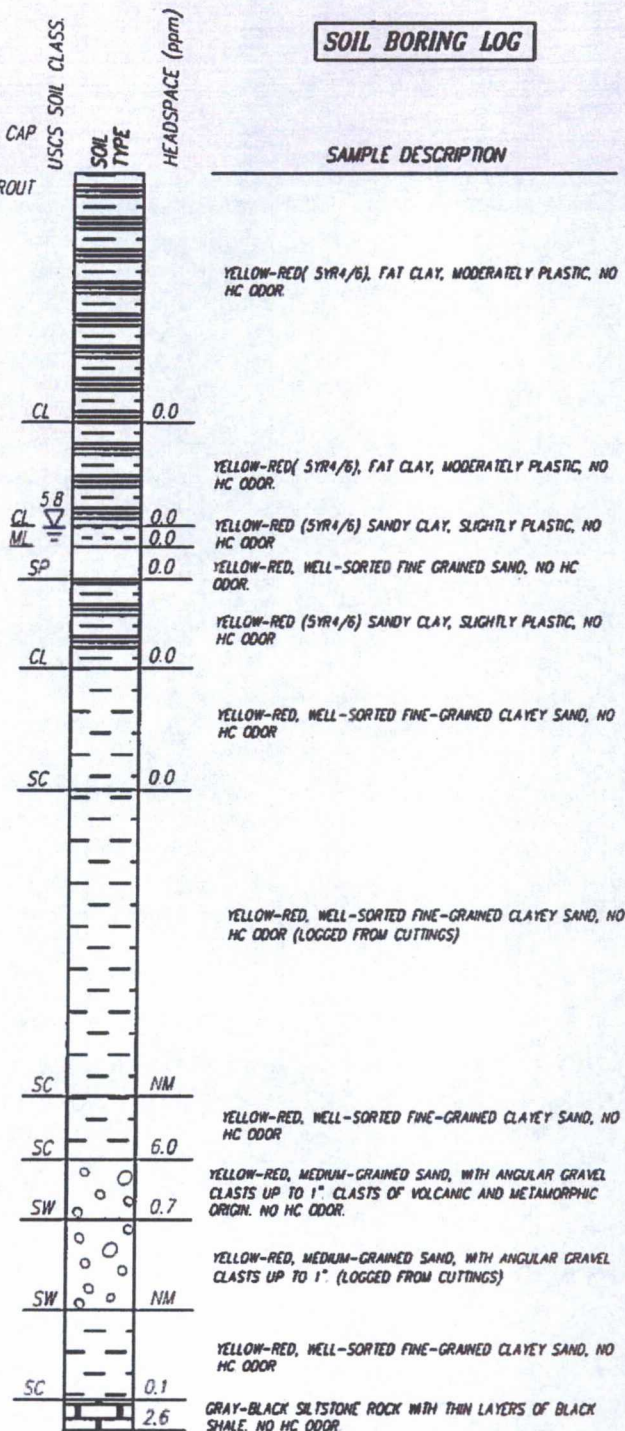 SOIL BORING LOG
CAP
ROUT
USCS SOIL CLASS.
SOIL TYPE
HEADSPACE (ppm)
SAMPLE DESCRIPTION
YELLOW-RED( 5YR4/6), FAT CLAY, MODERATELY PLASTIC, NO
HC ODOR.
CL 0.0
YELLOW-RED( 5YR4/6), FAT CLAY, MODERATELY PLASTIC, NO
HC ODOR.
58
CL 0.0
YELLOW-RED (5YR4/6) SANDY CLAY, SLIGHTLY PLASTIC, NO
HC ODOR
ML 0.0
YELLOW-RED, WELL-SORTED FINE GRAINED SAND, NO HC
ODOR.
SP 0.0
YELLOW-RED (5YR4/6) SANDY CLAY, SLIGHTLY PLASTIC, NO
HC ODOR
CL 0.0
YELLOW-RED, WELL-SORTED FINE-GRAINED CLAYEY SAND, NO
HC ODOR
SC 0.0
YELLOW-RED, WELL-SORTED FINE-GRAINED CLAYEY SAND, NO
HC ODOR (LOGGED FROM CUTTINGS)
SC NM
YELLOW-RED, WELL-SORTED FINE-GRAINED CLAYEY SAND, NO
HC ODOR
SC 6.0
YELLOW-RED, MEDIUM-GRAINED SAND, WITH ANGULAR GRAVEL
CLASTS UP TO 1". CLASTS OF VOLCANIC AND METAMORPHIC
ORIGIN. NO HC ODOR.
SW 0.7
YELLOW-RED, MEDIUM-GRAINED SAND, WITH ANGULAR GRAVEL
CLASTS UP TO 1". (LOGGED FROM CUTTINGS)
SW NM
YELLOW-RED, WELL-SORTED FINE-GRAINED CLAYEY SAND, NO
HC ODOR
SC 0.1
GRAY-BLACK SILTSTONE ROCK WITH THIN LAYERS OF BLACK
SHALE. NO HC ODOR.
2.6